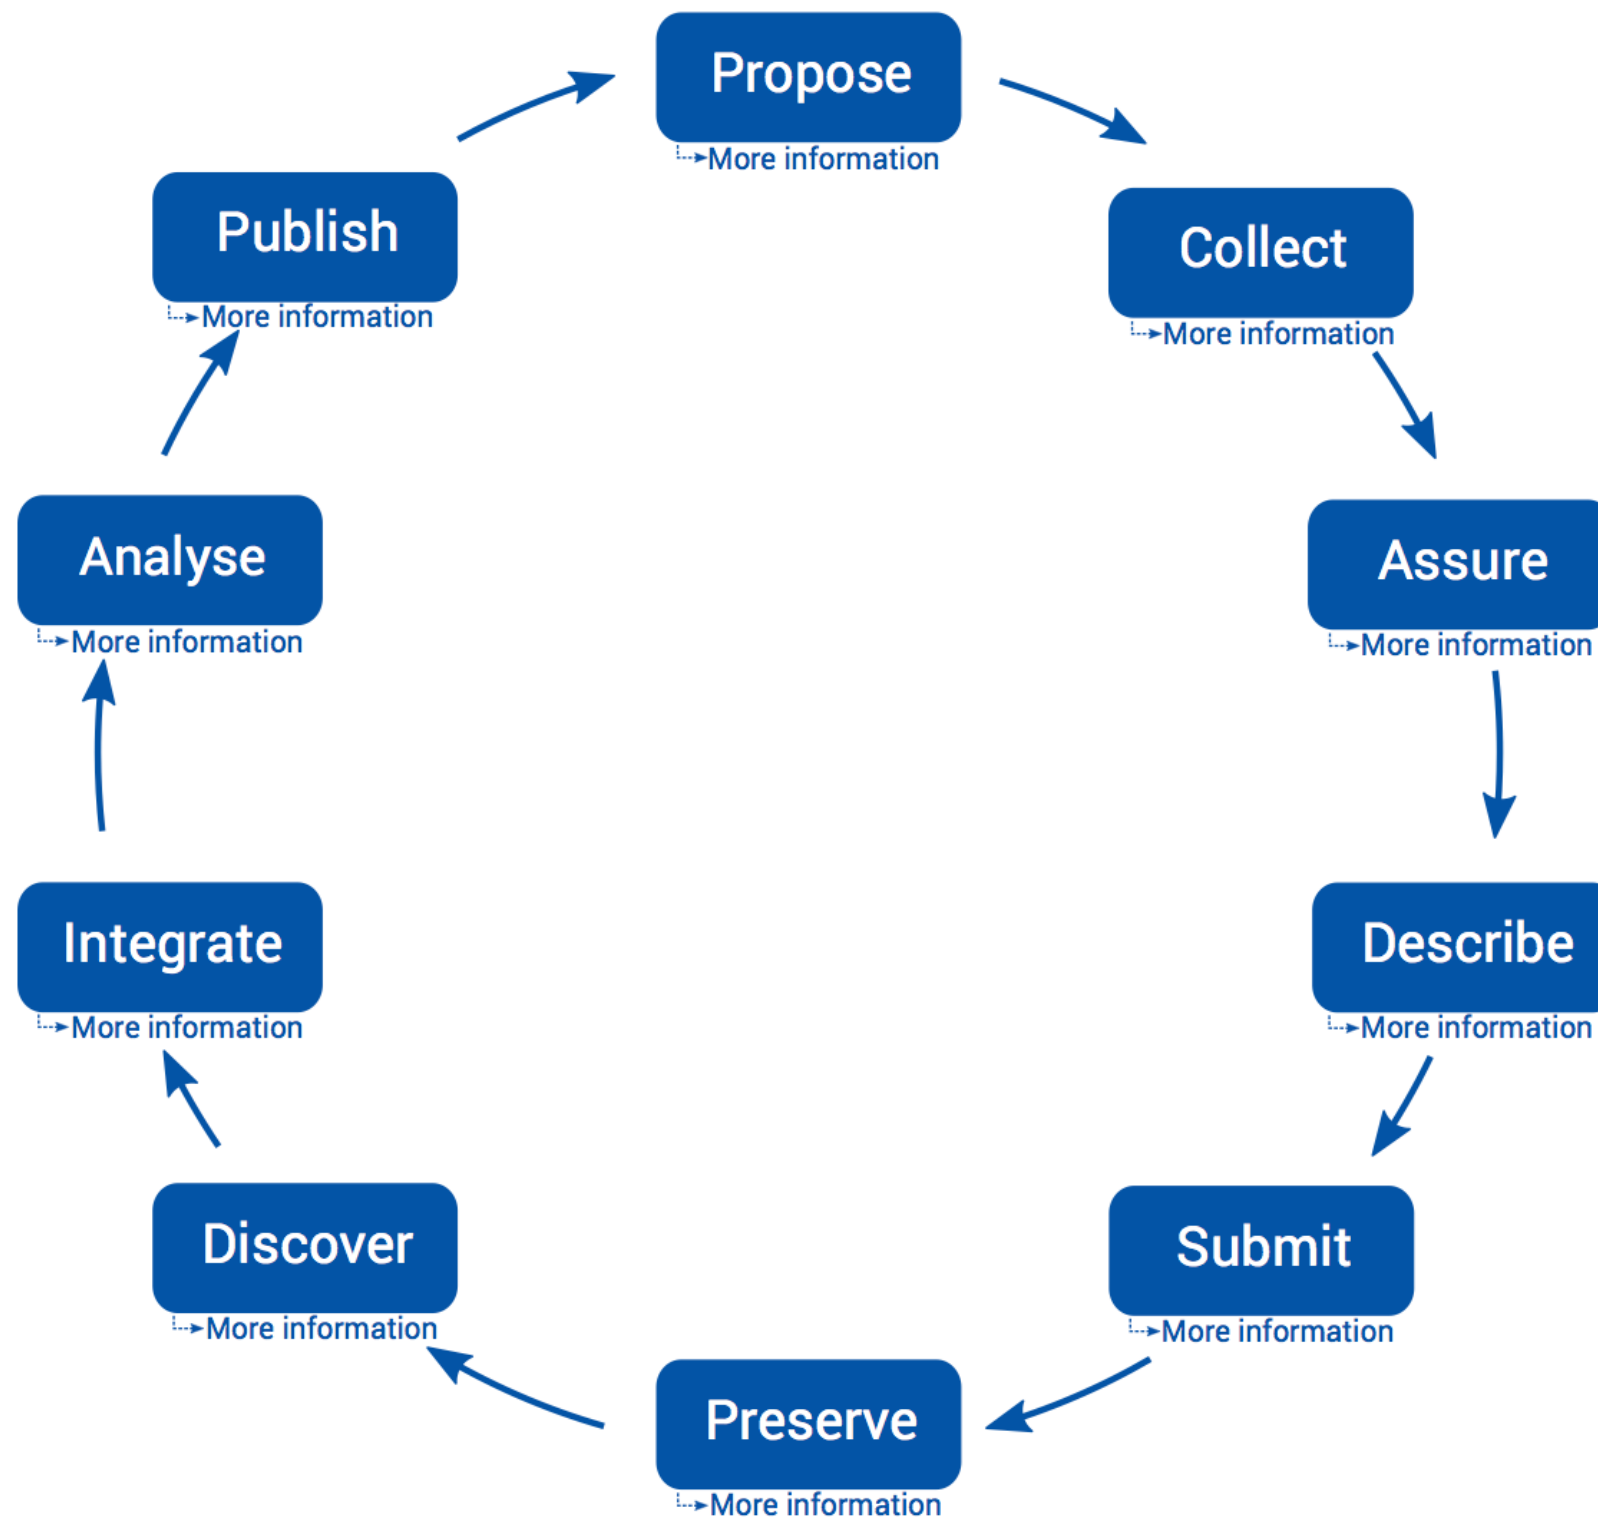 Propose
More information
Collect
More information
Assure
More information
Describe
More information
Submit
More information
Preserve
More information
Discover
More information
Integrate
More information
Analyse
More information
Publish
More information